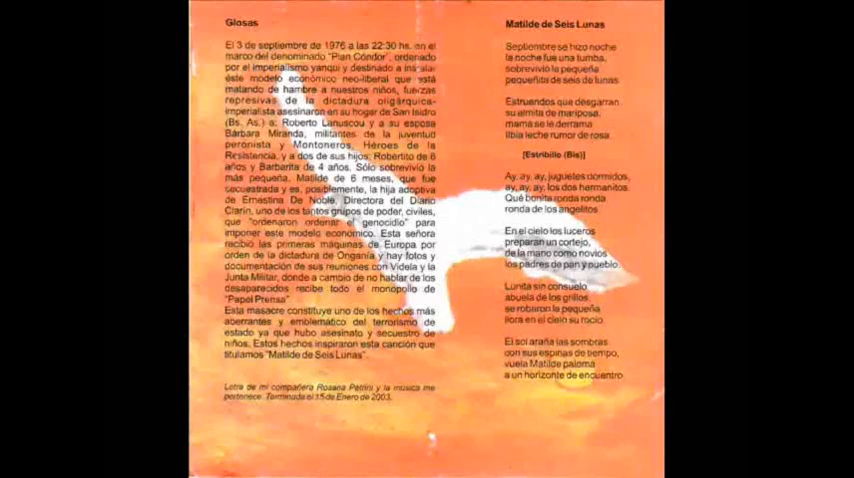 Glosas
El 3 de septiembre de 1976 a las 22:30 hs. en el
marco del denominado "Plan Cóndor", ordenado
por el imperialismo yanqui y destinado a instalar
éste modelo económico neo-liberal que está
matando de hambre a nuestros niños, fuerzas
represivas de la dictadura oligárquica-
imperialista asesinaron en su hogar de San Isidro
(Bs. As.) a: Roberto Lanuscou y a su esposa
Bárbara Miranda, militantes de la juventud
peronista y Montoneros, Héroes de la
Resistencia, y a dos de sus hijos: Robertito de 6
años y Barbarita de 4 años. Sólo sobrevivió la
más pequeña, Matilde de 6 meses, que fue
secuestrada y es, posiblemente, la hija adoptiva
de Ernestina De Noble, Directora del Diario
Clarín, uno de los tantos grupos de poder, civiles,
que "ordenaron ordenar el genocidio" para
imponer este modelo económico. Esta señora
recibió las primeras máquinas de Europa por
orden de la dictadura de Onganía y hay fotos y
documentación de sus reuniones con Videla y la
Junta Militar, donde a cambio de no hablar de los
desaparecidos recibe todo el monopolio de
"Papel Prensa"
Esta masacre constituye uno de los hechos más
aberrantes y emblemático del terrorismo de
estado ya que hubo asesinato y secuestro de
niños. Estos hechos inspiraron esta canción que
titulamos "Matilde de Seis Lunas".
Letra de mi compañera Rosana Petrini y la música me
pertenece. Terminada el 15 de Enero de 2003.
Matilde de Seis Lunas
Septiembre se hizo noche
la noche fue una tumba,
sobrevivió la pequeña
pequeñita de seis de lunas.
Estruendos que desgarran
su almita de mariposa,
mama se le derrama
tibia leche rumor de rosa.
[Estribillo (Bis)]
Ay, ay, ay, juguetes dormidos,
ay, ay, ay, los dos hermanitos.
Qué bonita ronda ronda
ronda de los angelitos.
En el cielo los luceros
preparan un cortejo,
de la mano como novios
los padres de pan y pueblo.
Lunita sin consuelo
abuela de los grillos,
se robaron la pequeña
llora en el cielo su rocío.
El sol araña las sombras
con sus espinas de tiempo,
vuela Matilde paloma
a un horizonte de encuentro.